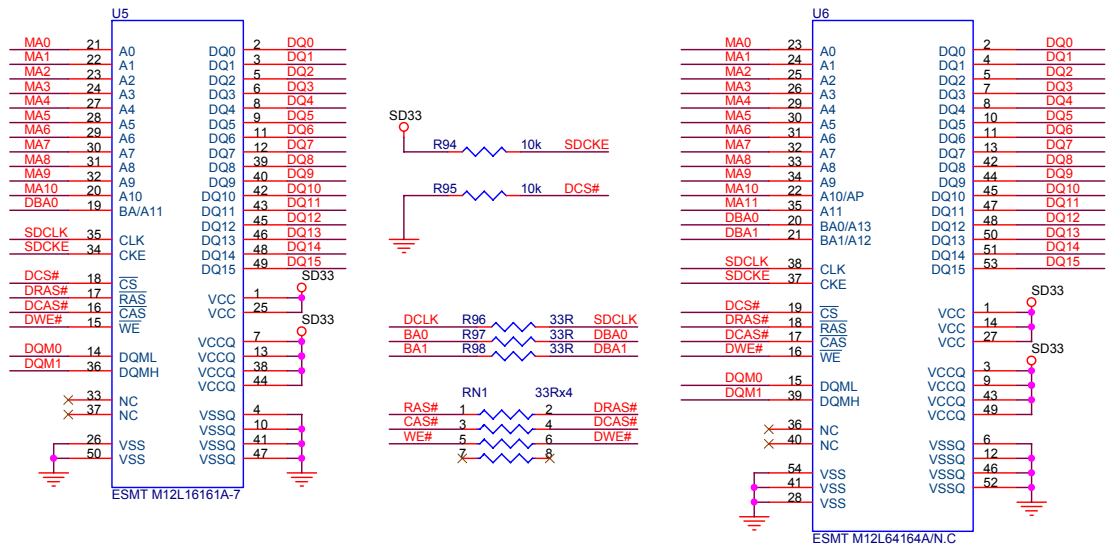 U5
MA0 21 A0 DQ0 2 DQ0
MA1 22 A1 DQ1 3 DQ1
MA2 23 A2 DQ2 5 DQ2
MA3 24 A3 DQ3 6 DQ3
MA4 27 A4 DQ4 8 DQ4
MA5 28 A5 DQ5 9 DQ5
MA6 29 A6 DQ6 11 DQ6
MA7 30 A7 DQ7 12 DQ7
MA8 31 A8 DQ8 39 DQ8
MA9 32 A9 DQ9 40 DQ9
MA10 20 A10 DQ10 42 DQ10
DBA0 19 BA/A11 DQ11 43 DQ11
DQ12 45 DQ12
SDCLK 35 CLK DQ13 46 DQ13
SDCKE 34 CKE DQ14 48 DQ14
DQ15 49 DQ15
DCS# 18 CS SD33
DRAS# 17 RAS VCC 1
DCAS# 16 CAS VCC 25
DWE# 15 WE SD33
VCCQ 7
DQM0 14 DQML VCCQ 13
DQM1 36 DQMH VCCQ 38
VCCQ 44
33 NC
37 NC VSSQ 4
VSSQ 10
26 VSS VSSQ 41
50 VSS VSSQ 47
ESMT M12L16161A-7
SD33
R94 10k SDCKE
R95 10k DCS#
DCLK R96 33R SDCLK
BA0 R97 33R DBA0
BA1 R98 33R DBA1
RN1 33Rx4
RAS# 1 2 DRAS#
CAS# 3 4 DCAS#
WE# 5 6 DWE#
7 8
U6
MA0 23 A0 DQ0 2 DQ0
MA1 24 A1 DQ1 4 DQ1
MA2 25 A2 DQ2 5 DQ2
MA3 26 A3 DQ3 7 DQ3
MA4 29 A4 DQ4 8 DQ4
MA5 30 A5 DQ5 10 DQ5
MA6 31 A6 DQ6 11 DQ6
MA7 32 A7 DQ7 13 DQ7
MA8 33 A8 DQ8 42 DQ8
MA9 34 A9 DQ9 44 DQ9
MA10 22 A10/AP DQ10 45 DQ10
MA11 35 A11 DQ11 47 DQ11
DBA0 20 BA0/A13 DQ12 48 DQ12
DBA1 21 BA1/A12 DQ13 50 DQ13
DQ14 51 DQ14
SDCLK 38 CLK DQ15 53 DQ15
SDCKE 37 CKE
SD33
DCS# 19 CS VCC 1
DRAS# 18 RAS VCC 14
DCAS# 17 CAS VCC 27
DWE# 16 WE SD33
VCCQ 3
DQM0 15 DQML VCCQ 9
DQM1 39 DQMH VCCQ 43
VCCQ 49
36 NC
40 NC VSSQ 6
VSSQ 12
54 VSS VSSQ 46
41 VSS VSSQ 52
28 VSS
ESMT M12L64164A/N.C